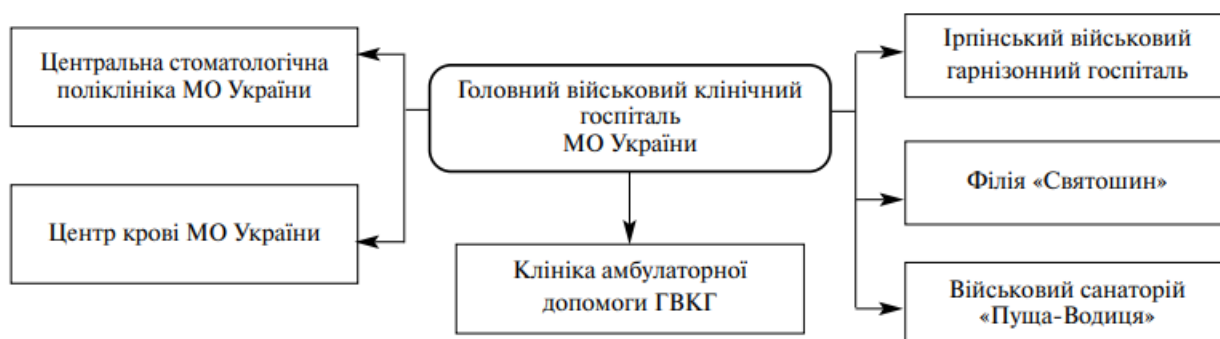 Центральна стоматологічна
поліклініка МО України
Центр крові МО України
Головний військовий клінічний
госпіталь
МО України
Клініка амбулаторної
допомоги ГВКГ
Ірпінський військовий
гарнізонний госпіталь
Філія «Святошин»
Військовий санаторій
«Пуща-Водиця»